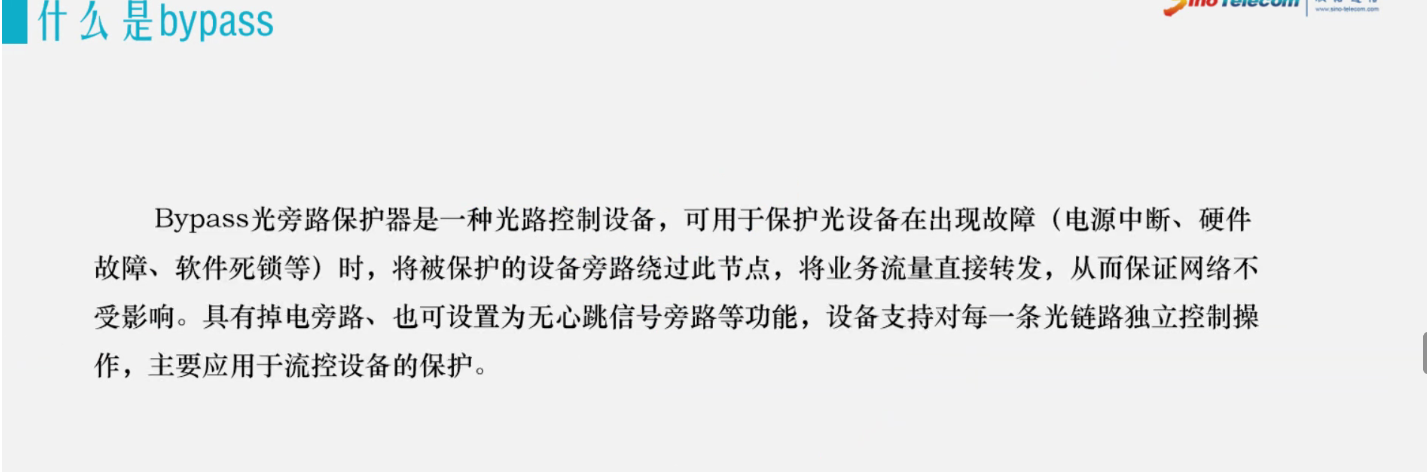 什么是bypass
Sino Telecom
www.sino-telecom.com
Bypass光旁路保护器是一种光路控制设备，可用于保护光设备在出现故障（电源中断、硬件
故障、软件死锁等）时，将被保护的设备旁路绕过此节点，将业务流量直接转发，从而保证网络不
受影响。具有掉电旁路、也可设置为无心跳信号旁路等功能，设备支持对每一条光链路独立控制操
作，主要应用于流控设备的保护。